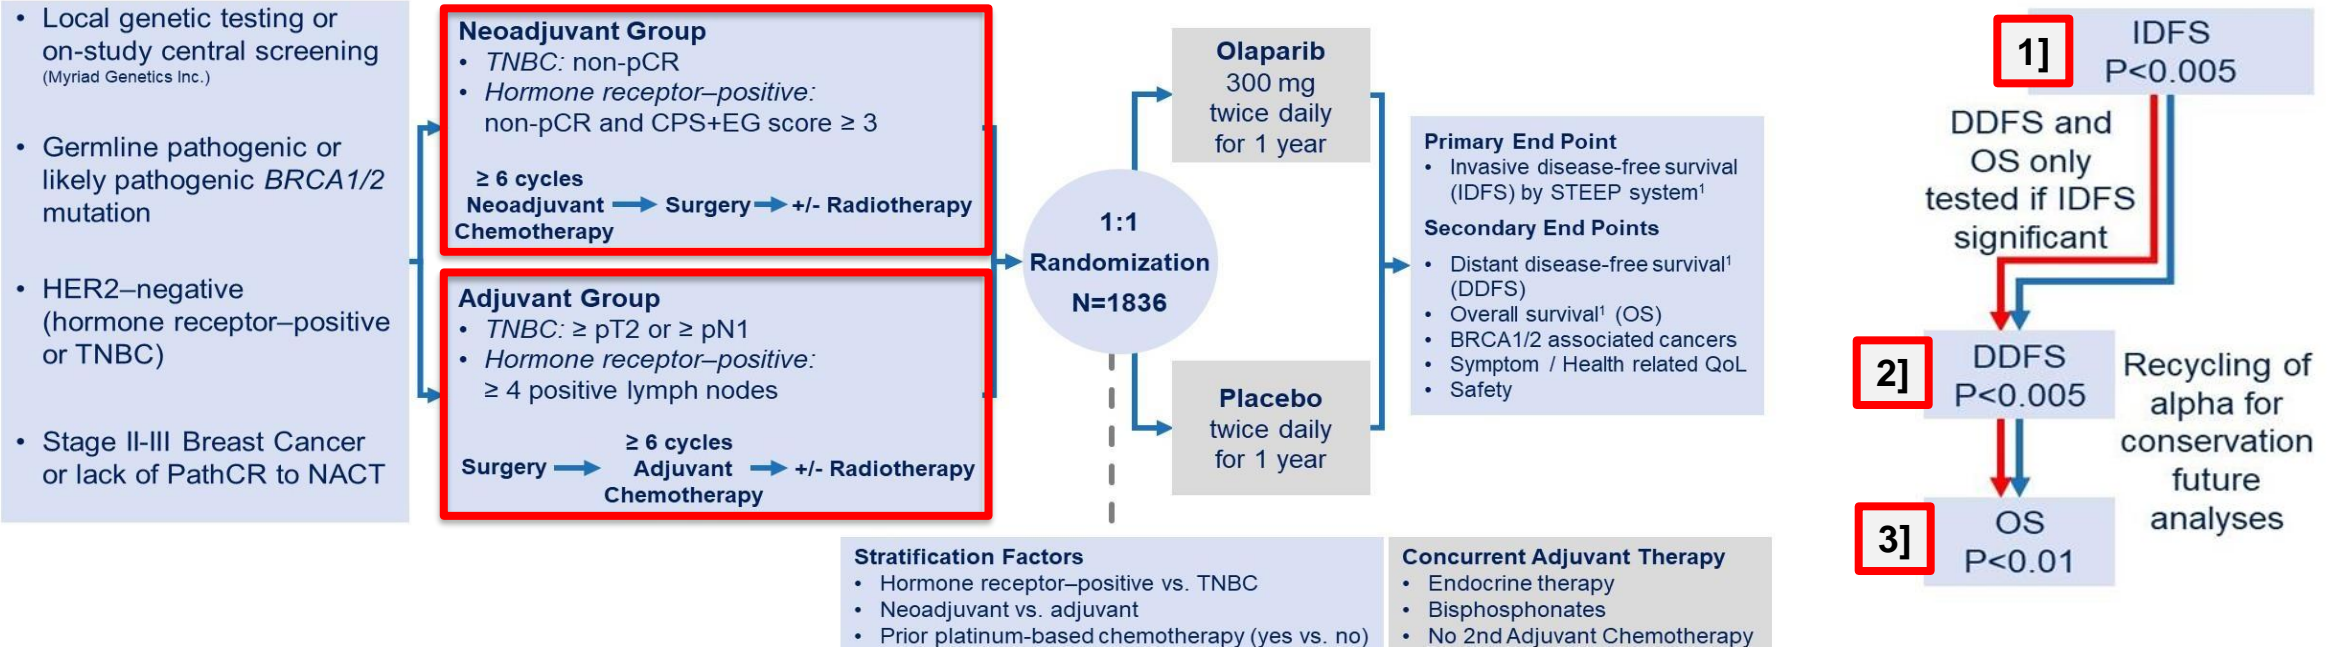 • Local genetic testing or
on-study central screening
(Myriad Genetics Inc.)
• Germline pathogenic or
likely pathogenic BRCA1/2
mutation
• HER2–negative
(hormone receptor–positive
or TNBC)
• Stage II-III Breast Cancer
or lack of PathCR to NACT
Neoadjuvant Group
• TNBC: non-pCR
• Hormone receptor–positive:
non-pCR and CPS+EG score ≥ 3
≥ 6 cycles
Neoadjuvant
Chemotherapy
Surgery
+/- Radiotherapy
Adjuvant Group
• TNBC: ≥ pT2 or ≥ pN1
• Hormone receptor–positive:
≥ 4 positive lymph nodes
Surgery
≥ 6 cycles
Adjuvant
Chemotherapy
+/- Radiotherapy
1:1
Randomization
N=1836
Olaparib
300 mg
twice daily
for 1 year
Placebo
twice daily
for 1 year
Primary End Point
• Invasive disease-free survival
(IDFS) by STEEP system¹
Secondary End Points
• Distant disease-free survival¹
(DDFS)
• Overall survival¹ (OS)
• BRCA1/2 associated cancers
• Symptom / Health related QoL
• Safety
Stratification Factors
• Hormone receptor–positive vs. TNBC
• Neoadjuvant vs. adjuvant
• Prior platinum-based chemotherapy (yes vs. no)
Concurrent Adjuvant Therapy
• Endocrine therapy
• Bisphosphonates
• No 2nd Adjuvant Chemotherapy
1]
IDFS
P<0.005
DDFS and
OS only
tested if IDFS
significant
2]
DDFS
P<0.005
Recycling of
alpha for
conservation
future
analyses
3]
OS
P<0.01